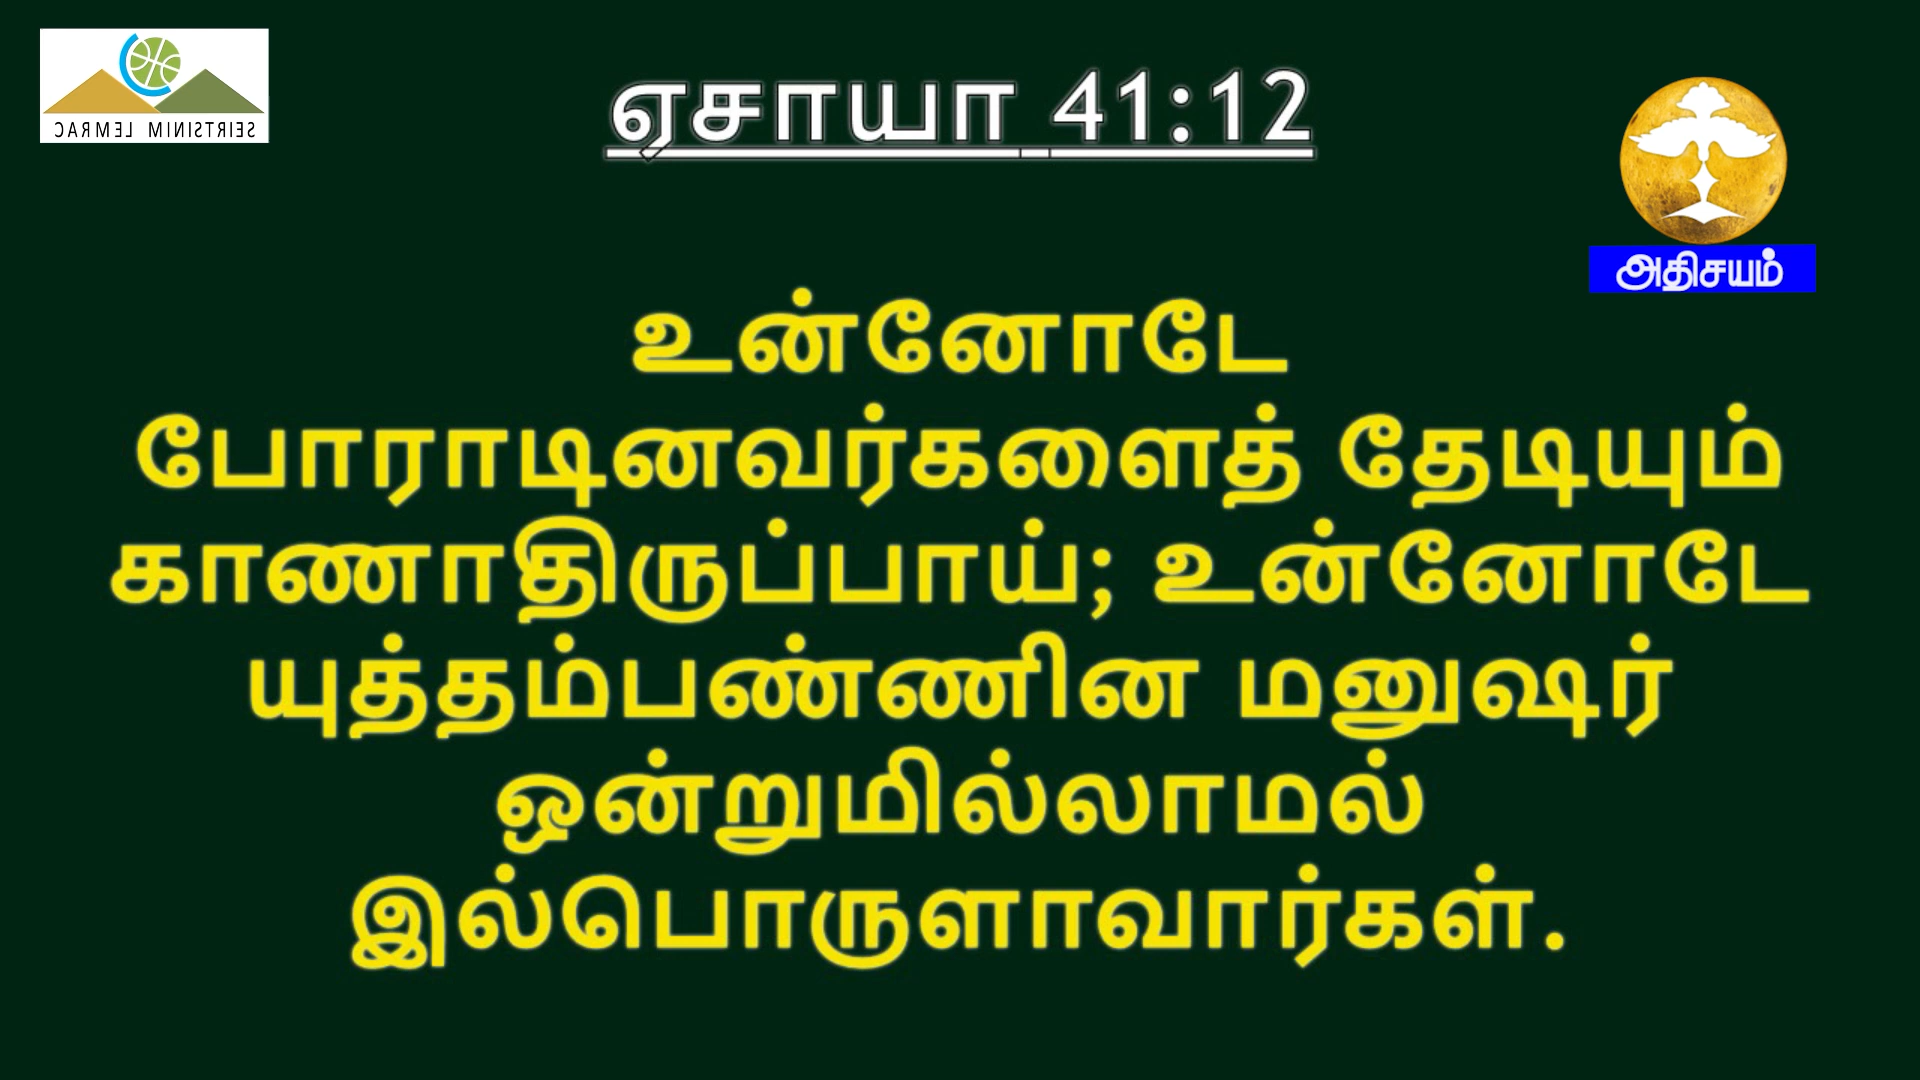 CARMEL MINISTRIES
ஏசாயா 41:12
அதிசயம்
உன்னோடே
போராடினவர்களைத் தேடியும்
காணாதிருப்பாய்; உன்னோடே
யுத்தம்பண்ணின மனுஷர்
ஒன்றுமில்லாமல்
இல்பொருளாவார்கள்.